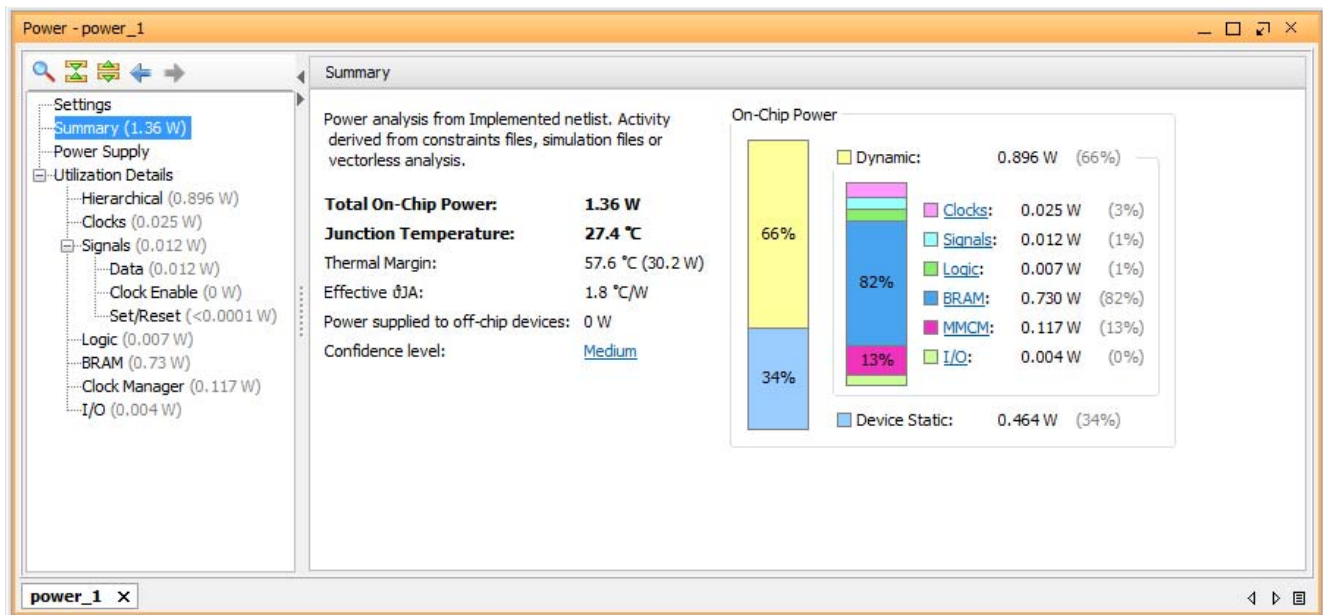 Power - power_1
Summary
Settings
Summary (1.36 W)
Power Supply
Utilization Details
Hierarchical (0.896 W)
Clocks (0.025 W)
Signals (0.012 W)
Data (0.012 W)
Clock Enable (0 W)
Set/Reset (<0.0001 W)
Logic (0.007 W)
BRAM (0.73 W)
Clock Manager (0.117 W)
I/O (0.004 W)
Power analysis from Implemented netlist. Activity
derived from constraints files, simulation files or
vectorless analysis.
Total On-Chip Power: 1.36 W
Junction Temperature: 27.4 °C
Thermal Margin: 57.6 °C (30.2 W)
Effective ϑJA: 1.8 °C/W
Power supplied to off-chip devices: 0 W
Confidence level: Medium
On-Chip Power
66%
34%
Dynamic: 0.896 W (66%)
82%
13%
Clocks: 0.025 W (3%)
Signals: 0.012 W (1%)
Logic: 0.007 W (1%)
BRAM: 0.730 W (82%)
MMCM: 0.117 W (13%)
I/O: 0.004 W (0%)
Device Static: 0.464 W (34%)
power_1